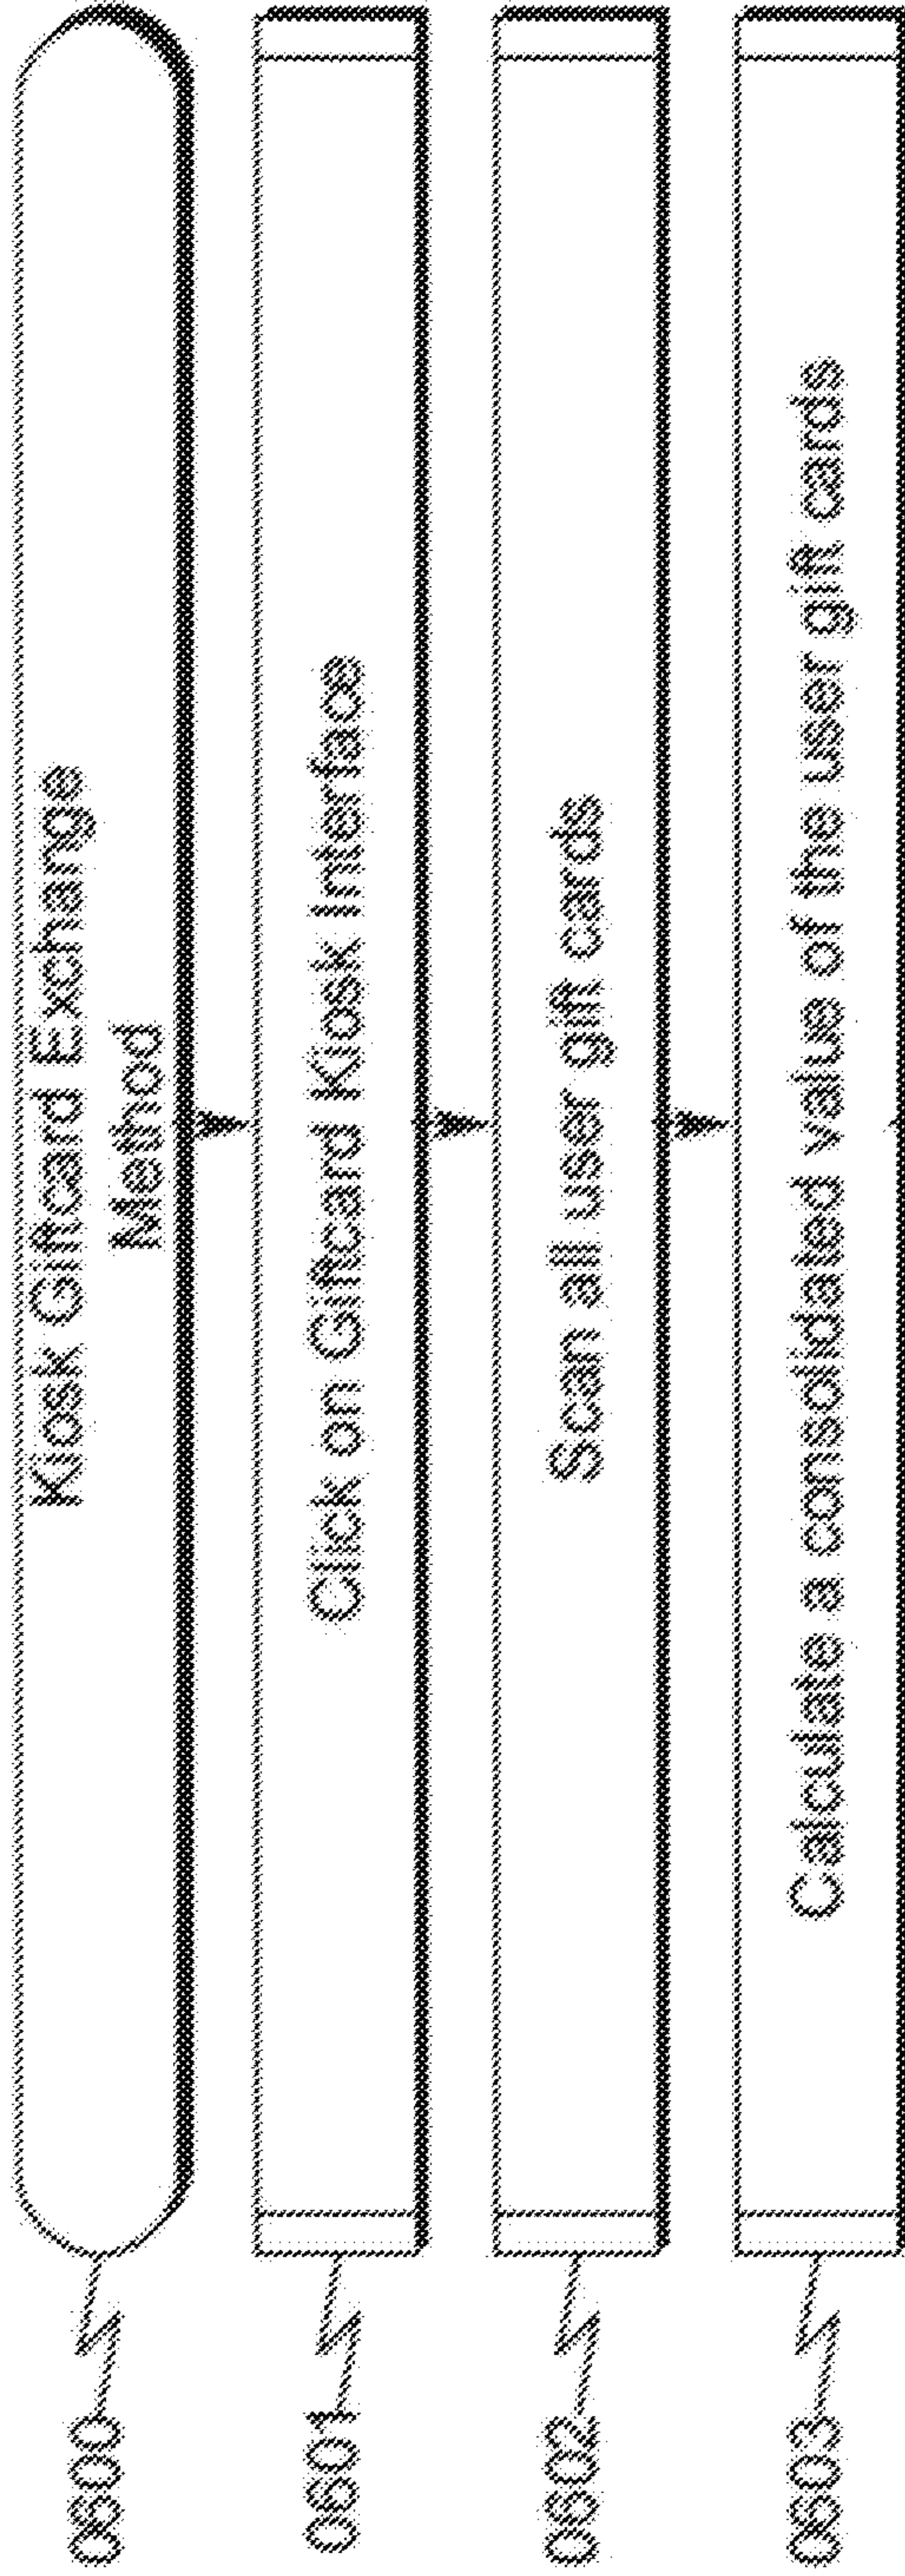 0600
Kiosk Giftcard Exchange
Method
0601
Click on Giftcard Kiosk Interface
0602
Scan all user gift cards
0603
Calculate a consolidated value of the user gift cards